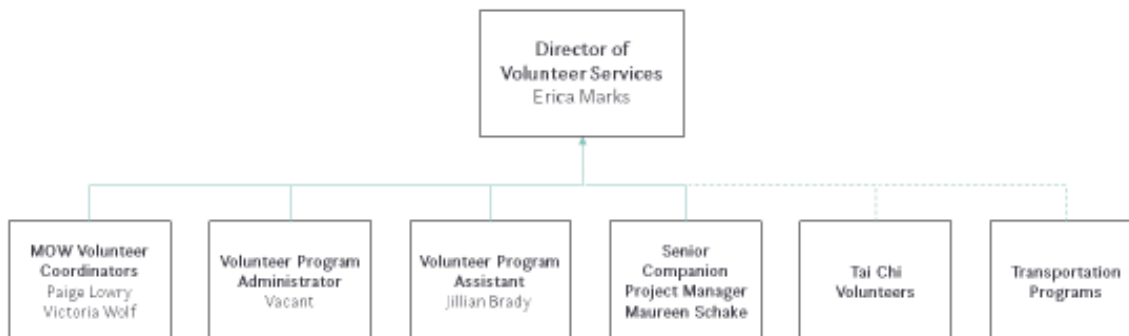 Director of
Volunteer Services
Erica Marks
MOW Volunteer
Coordinators
Paige Lowry
Victoria Wolf
Volunteer Program
Administrator
Vacant
Volunteer Program
Assistant
Jillian Brady
Senior
Companion
Project Manager
Maureen Schake
Tai Chi
Volunteers
Transportation
Programs